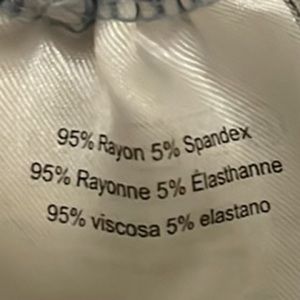 95% Rayon 5% Spandex
95% Rayonne 5% Élasthanne
95% viscosa 5% elastano